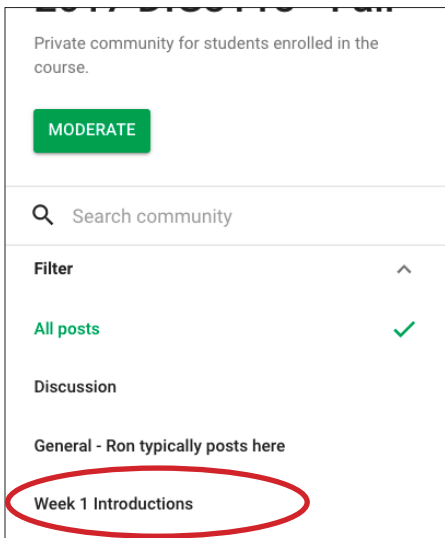 Private community for students enrolled in the
course.
MODERATE
Search community
Filter
All posts
Discussion
General - Ron typically posts here
Week 1 Introductions